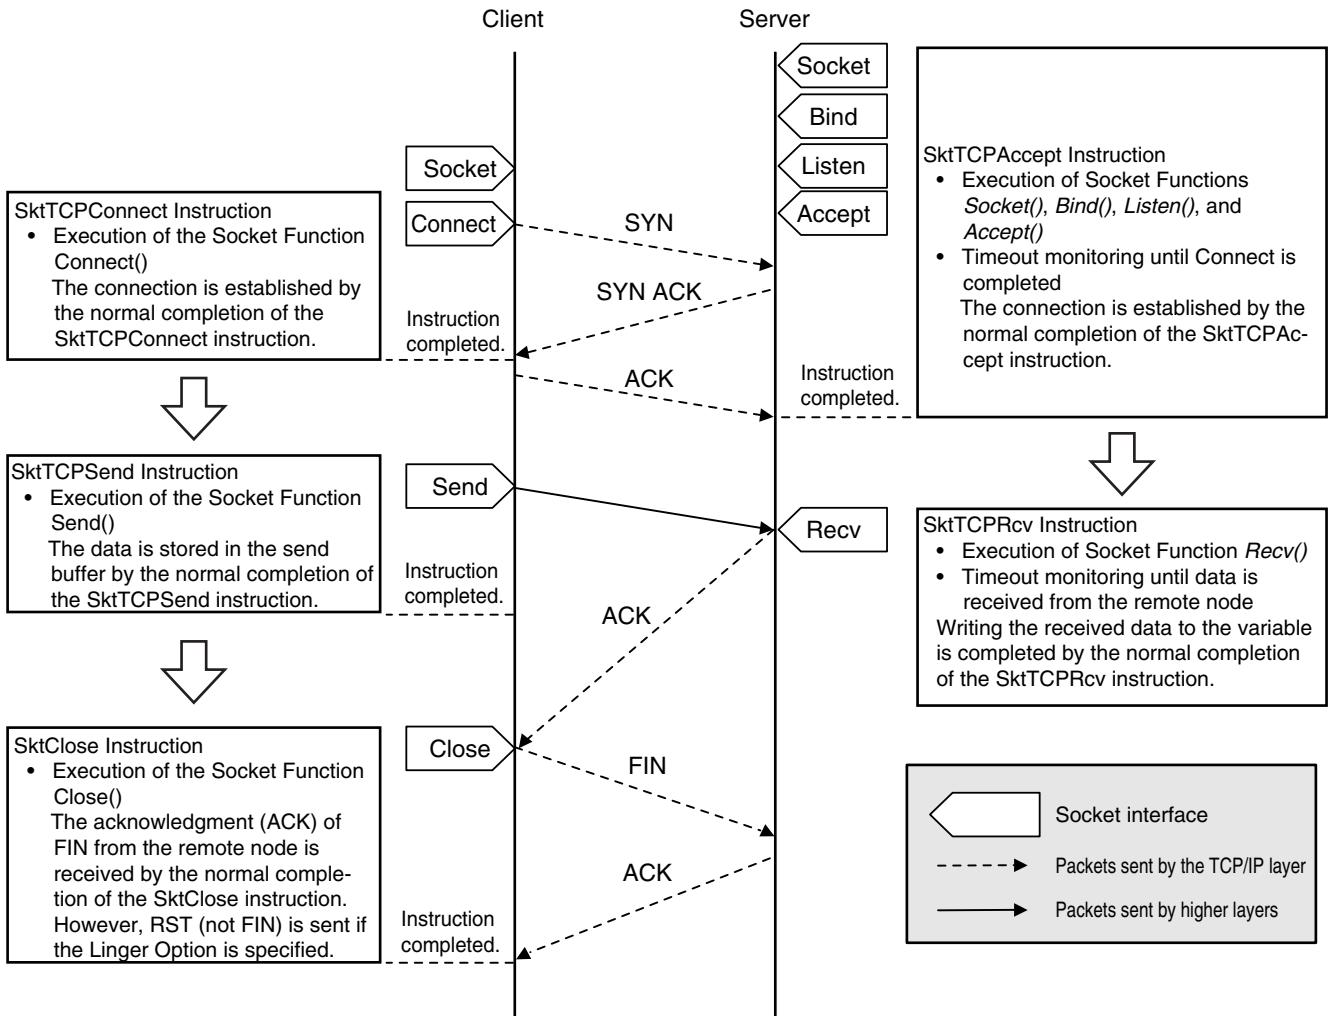 Client
Server
Socket
Bind
Listen
Accept
SktTCPAccept Instruction
• Execution of Socket Functions
Socket(), Bind(), Listen(), and
Accept()
• Timeout monitoring until Connect is
completed
The connection is established by the
normal completion of the SktTCPAc-
cept instruction.
Socket
Connect
SktTCPConnect Instruction
• Execution of the Socket Function
Connect()
The connection is established by
the normal completion of the
SktTCPConnect instruction.
SYN
SYN ACK
Instruction
completed.
ACK
Instruction
completed.
SktTCPSend Instruction
• Execution of the Socket Function
Send()
The data is stored in the send
buffer by the normal completion of
the SktTCPSend instruction.
Send
Recv
Instruction
completed.
ACK
SktTCPRcv Instruction
• Execution of Socket Function Recv()
• Timeout monitoring until data is
received from the remote node
Writing the received data to the variable
is completed by the normal completion
of the SktTCPRcv instruction.
SktClose Instruction
• Execution of the Socket Function
Close()
The acknowledgment (ACK) of
FIN from the remote node is
received by the normal comple-
tion of the SktClose instruction.
However, RST (not FIN) is sent if
the Linger Option is specified.
Close
FIN
ACK
Instruction
completed.
Socket interface
Packets sent by the TCP/IP layer
Packets sent by higher layers